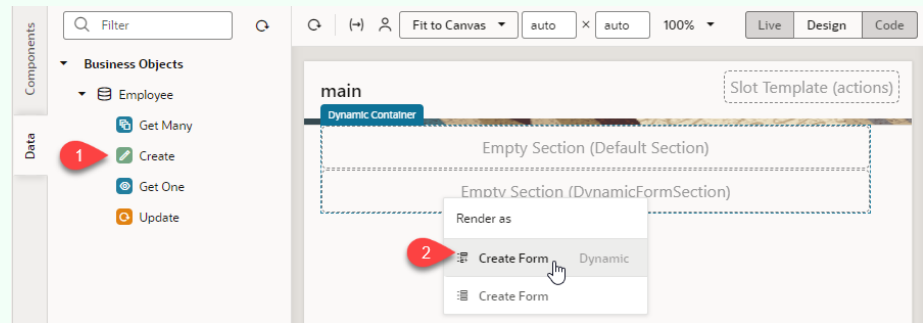 Components
Data
Filter
Business Objects
Employee
Get Many
1
Create
Get One
Update
Fit to Canvas
auto
×
auto
100%
Live
Design
Code
main
Slot Template (actions)
Dynamic Container
Empty Section (Default Section)
Empty Section (DynamicFormSection)
Render as
2
Create Form Dynamic
Create Form